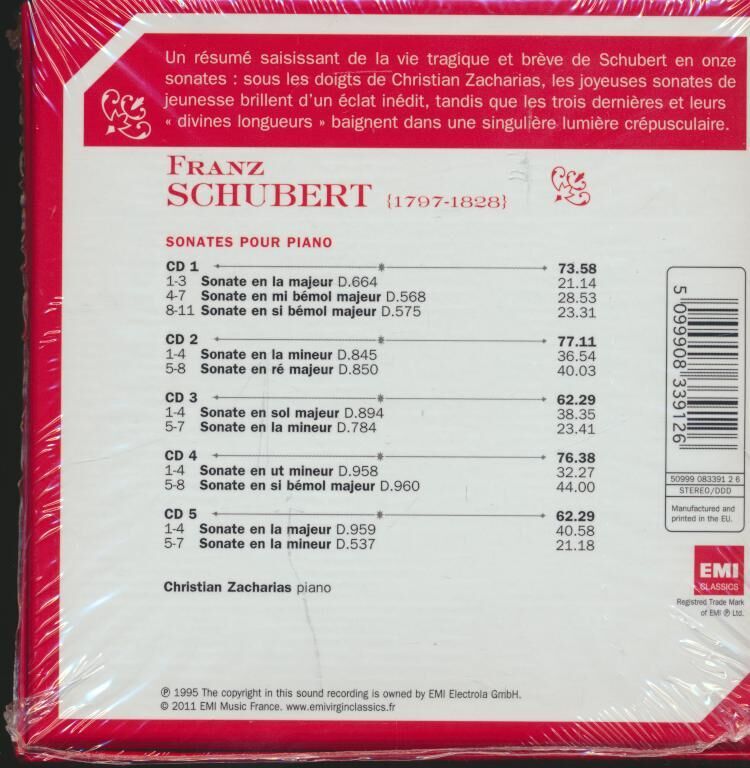 Un résumé saisissant de la vie tragique et brève de Schubert en onze
sonates : sous les doigts de Christian Zacharias, les joyeuses sonates de
jeunesse brillent d'un éclat inédit, tandis que les trois dernières et leurs
« divines longueurs » baignent dans une singulière lumière crépusculaire.
FRANZ
SCHUBERT {1797-1828}
SONATES POUR PIANO
CD 1 73.58
1-3 Sonate en la majeur D.664 21.14
4-7 Sonate en mi bémol majeur D.568 28.53
8-11 Sonate en si bémol majeur D.575 23.31
CD 2 77.11
1-4 Sonate en la mineur D.845 36.54
5-8 Sonate en ré majeur D.850 40.03
CD 3 62.29
1-4 Sonate en sol majeur D.894 38.35
5-7 Sonate en la mineur D.784 23.41
CD 4 76.38
1-4 Sonate en ut mineur D.958 32.27
5-8 Sonate en si bémol majeur D.960 44.00
CD 5 62.29
1-4 Sonate en la majeur D.959 40.58
5-7 Sonate en la mineur D.537 21.18
Christian Zacharias piano
℗ 1995 The copyright in this sound recording is owned by EMI Electrola GmbH.
© 2011 EMI Music France. www.emivirginclassics.fr
5 099908 339126
50999 083391 2 6
STEREO/DDD
Manufactured and
printed in the EU.
EMI
CLASSICS
Registred Trade Mark
of EMI ℗ Ltd.